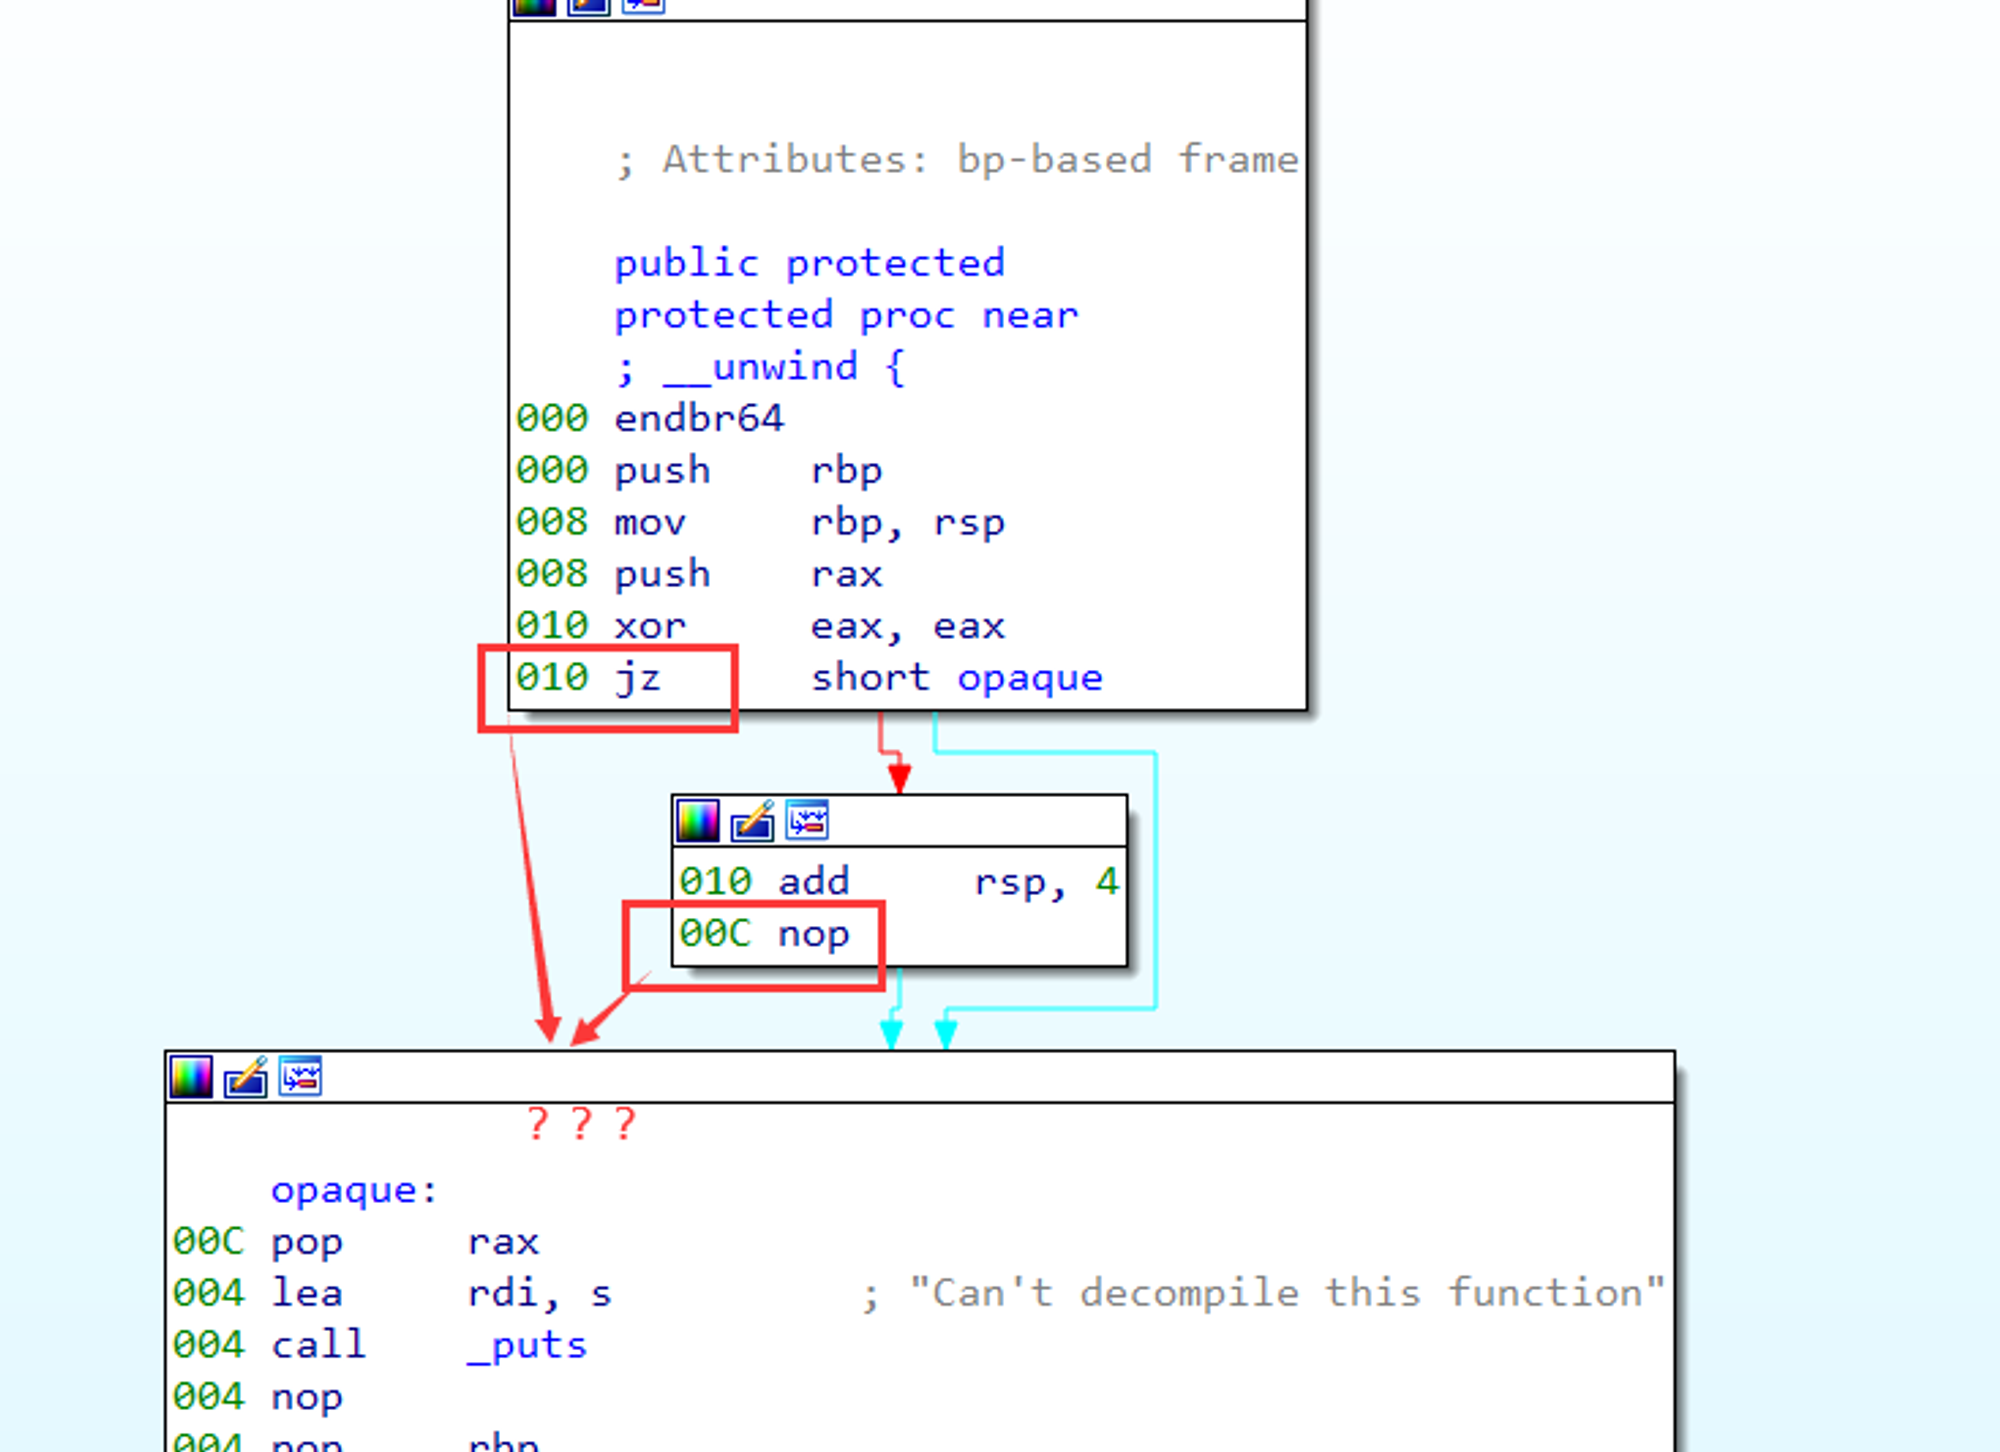 ; Attributes: bp-based frame
public protected
protected proc near
; __unwind {
000 endbr64
000 push rbp
008 mov rbp, rsp
008 push rax
010 xor eax, eax
010 jz short opaque
010 add rsp, 4
00C nop
? ? ?
opaque:
00C pop rax
004 lea rdi, s ; "Can't decompile this function"
004 call _puts
004 nop
004 pop rbp